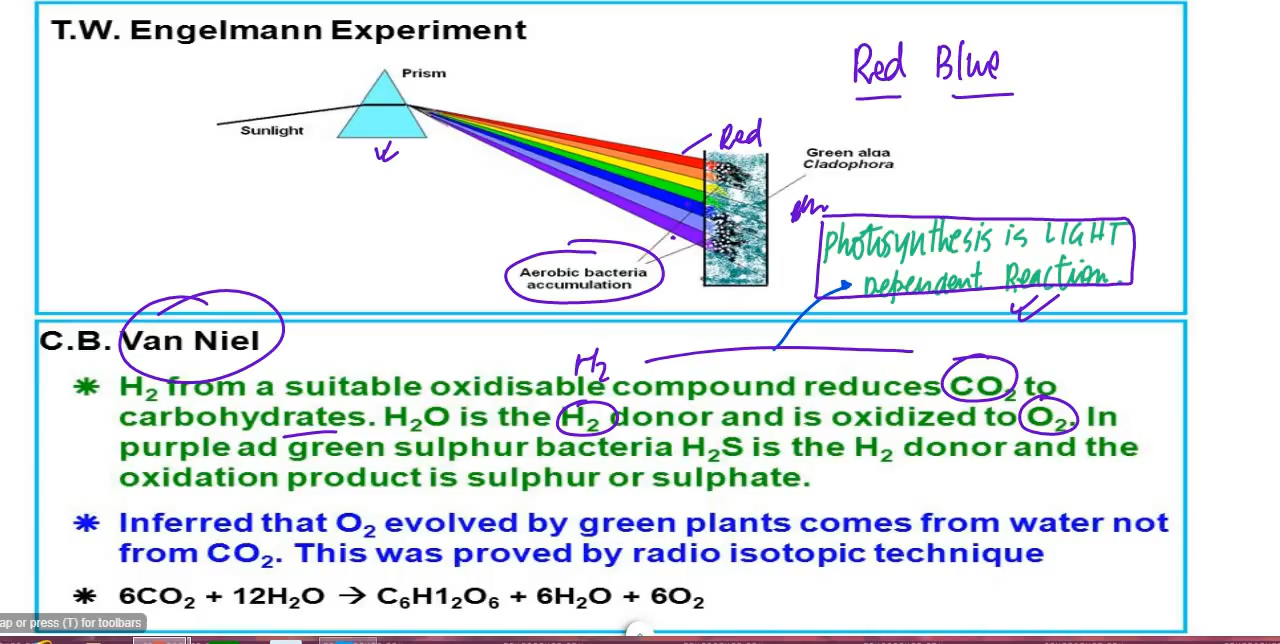 T.W. Engelmann Experiment
Red Blue
Prism
Sunlight
Red
Green alga
Cladophora
Photosynthesis is LIGHT
Dependent Reaction.
Aerobic bacteria
accumulation
C.B. Van Niel
H2
* H₂ from a suitable oxidisable compound reduces CO₂ to
carbohydrates. H₂O is the H₂ donor and is oxidized to O₂. In
purple ad green sulphur bacteria H₂S is the H₂ donor and the
oxidation product is sulphur or sulphate.
* Inferred that O₂ evolved by green plants comes from water not
from CO₂. This was proved by radio isotopic technique
* 6CO₂ + 12H₂O → C₆H1₂O₆ + 6H₂O + 6O₂
ap or press (T) for toolbars